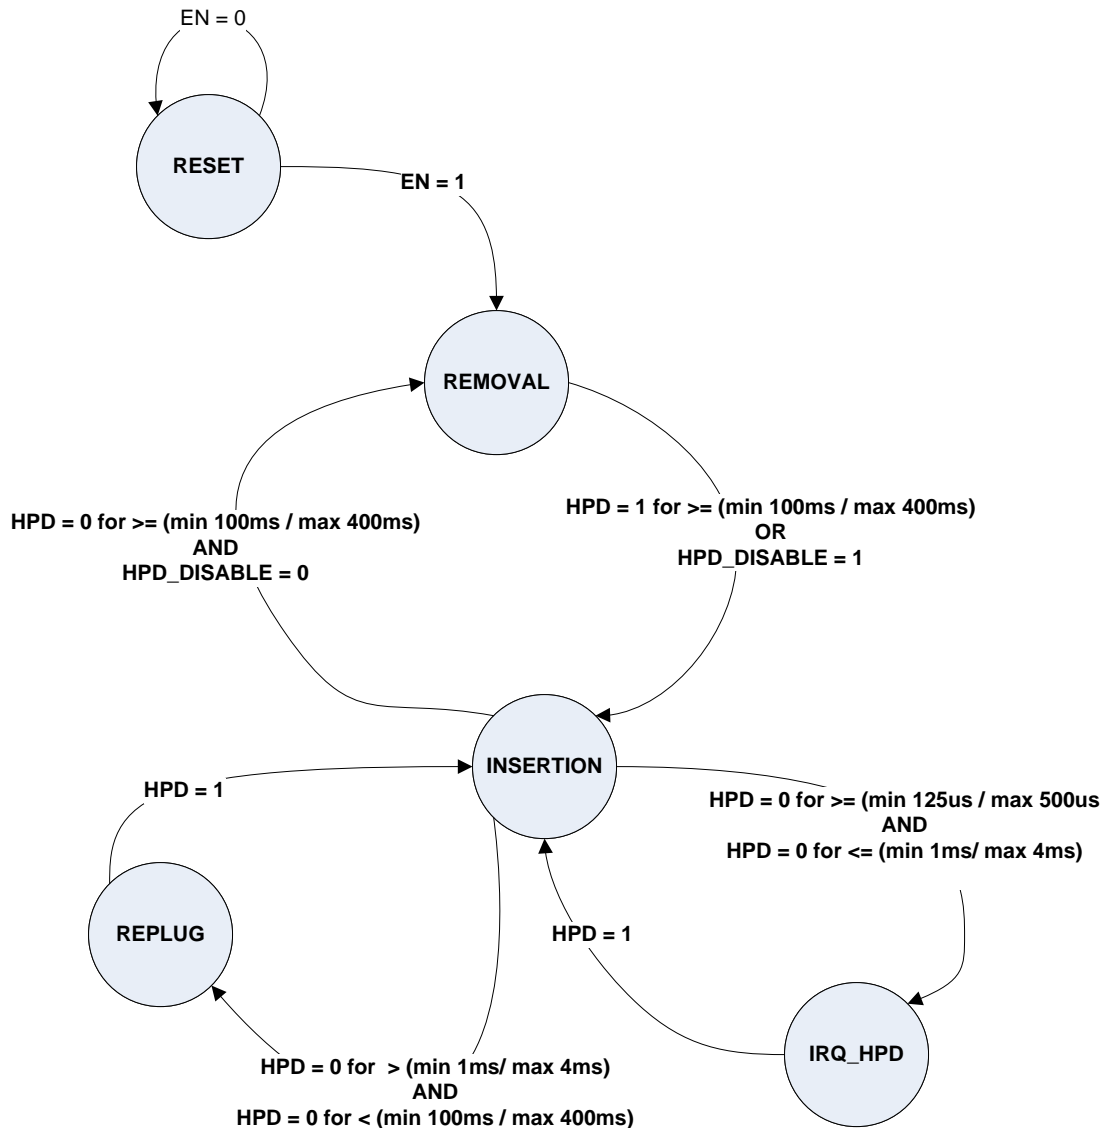 EN = 0
RESET
EN = 1
REMOVAL
HPD = 0 for >= (min 100ms / max 400ms)
AND
HPD_DISABLE = 0
HPD = 1 for >= (min 100ms / max 400ms)
OR
HPD_DISABLE = 1
INSERTION
HPD = 1
HPD = 0 for >= (min 125us / max 500us
AND
HPD = 0 for <= (min 1ms/ max 4ms)
REPLUG
HPD = 1
IRQ_HPD
HPD = 0 for  > (min 1ms/ max 4ms)
AND
HPD = 0 for < (min 100ms / max 400ms)